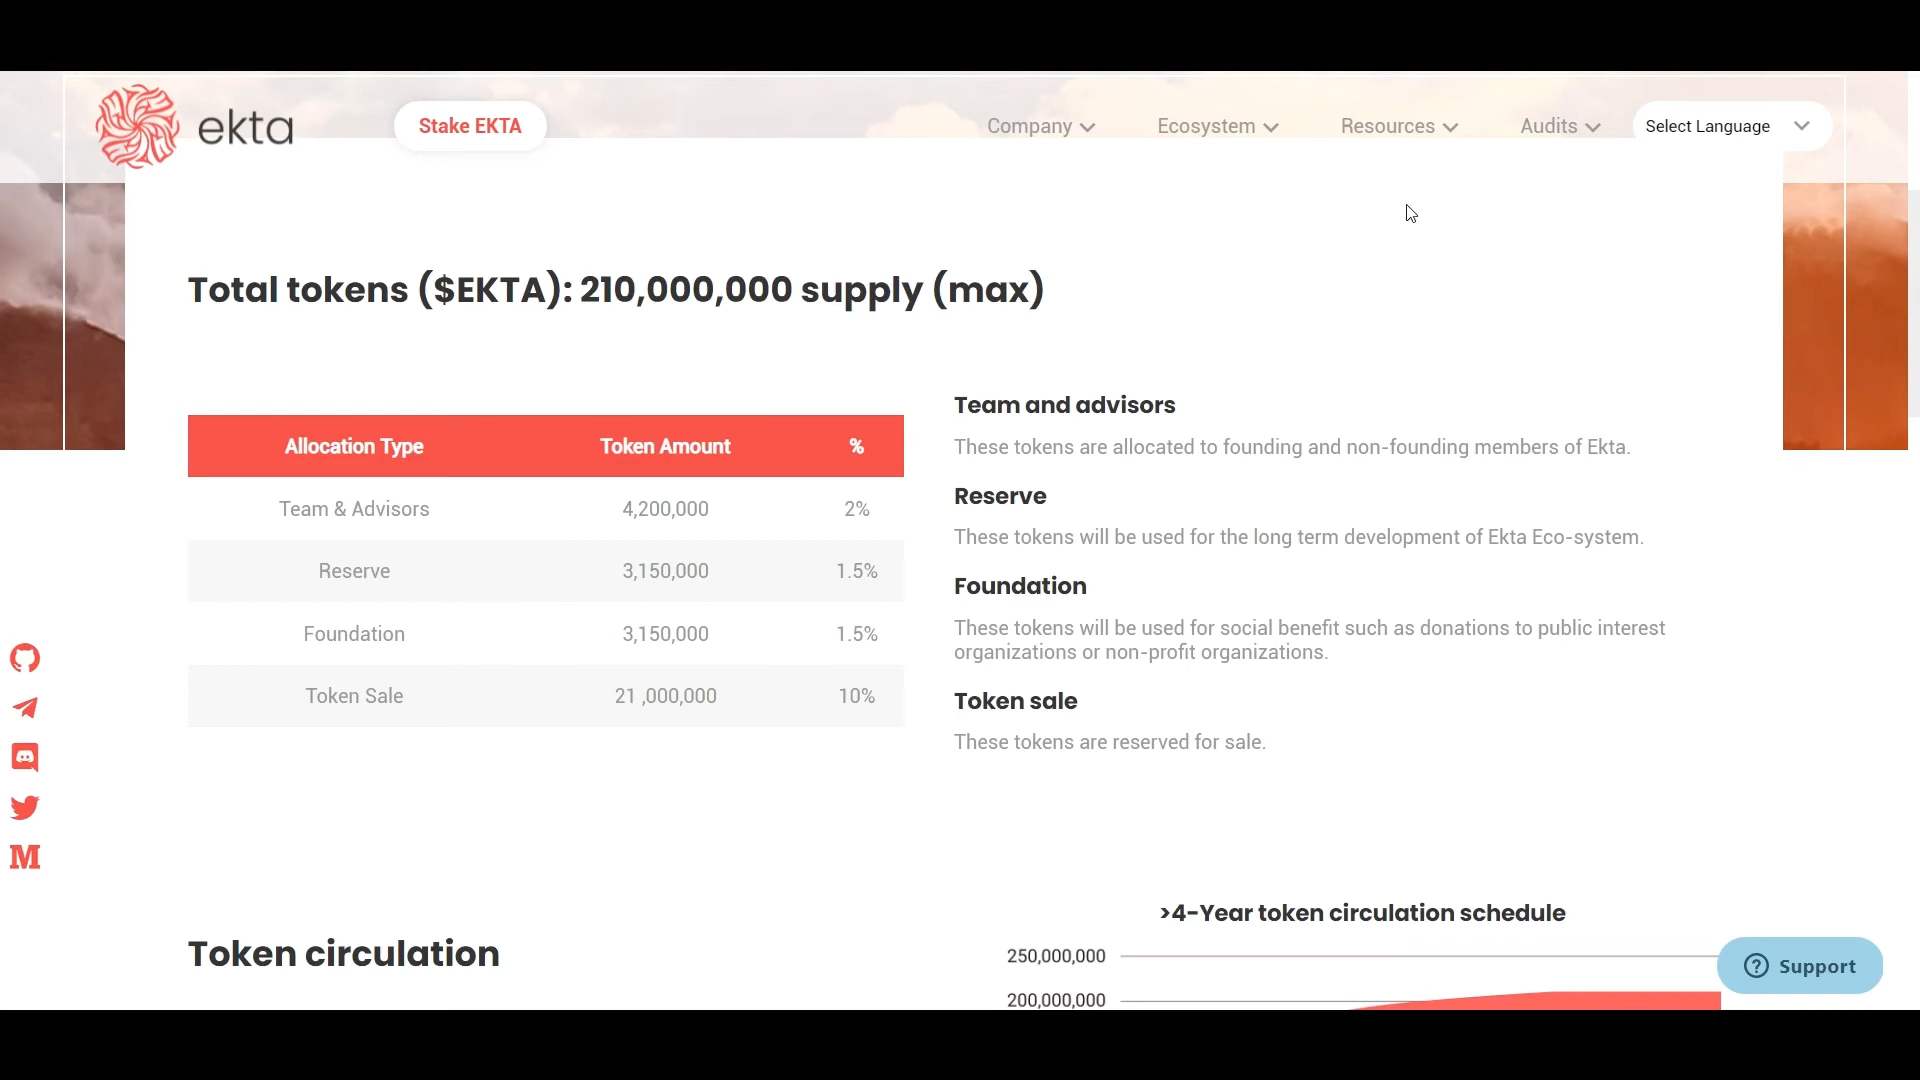 ekta
Stake EKTA
Company
Ecosystem
Resources
Audits
Select Language
Total tokens ($EKTA): 210,000,000 supply (max)
Allocation Type Token Amount %
Team & Advisors 4,200,000 2%
Reserve 3,150,000 1.5%
Foundation 3,150,000 1.5%
Token Sale 21 ,000,000 10%
Team and advisors
These tokens are allocated to founding and non-founding members of Ekta.
Reserve
These tokens will be used for the long term development of Ekta Eco-system.
Foundation
These tokens will be used for social benefit such as donations to public interest
organizations or non-profit organizations.
Token sale
These tokens are reserved for sale.
Token circulation
>4-Year token circulation schedule
250,000,000
200,000,000
Support